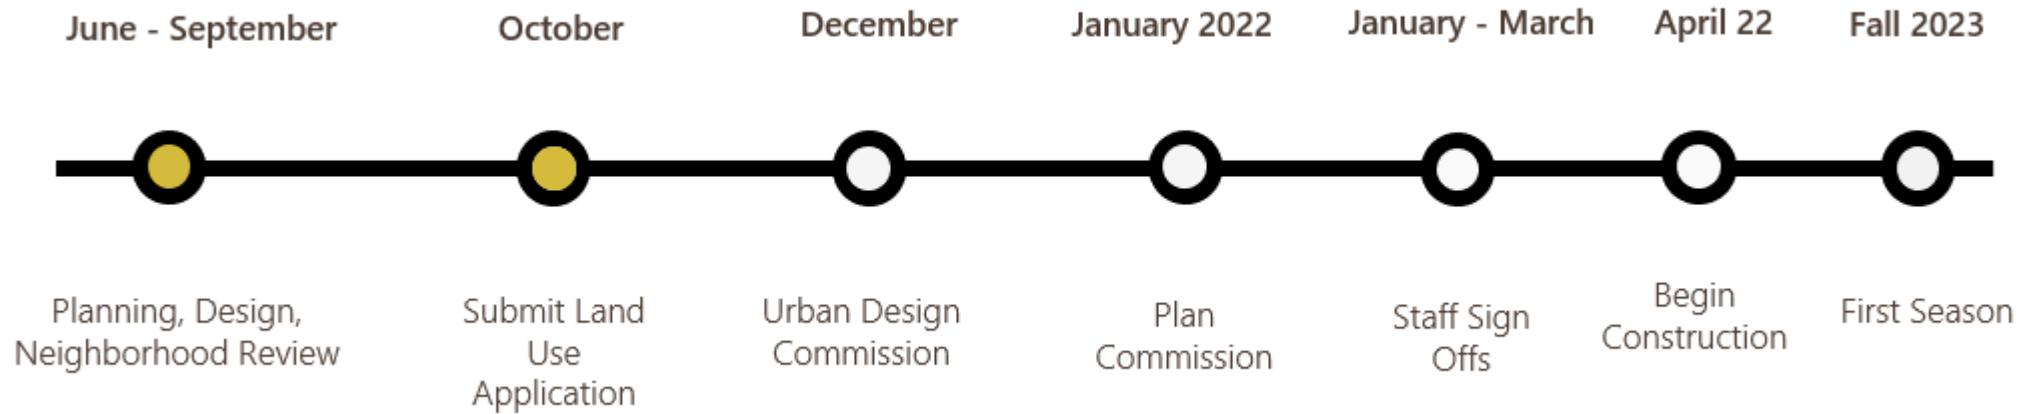 June - September
October
December
January 2022
January - March
April 22
Fall 2023
Planning, Design,
Neighborhood Review
Submit Land
Use
Application
Urban Design
Commission
Plan
Commission
Staff Sign
Offs
Begin
Construction
First Season